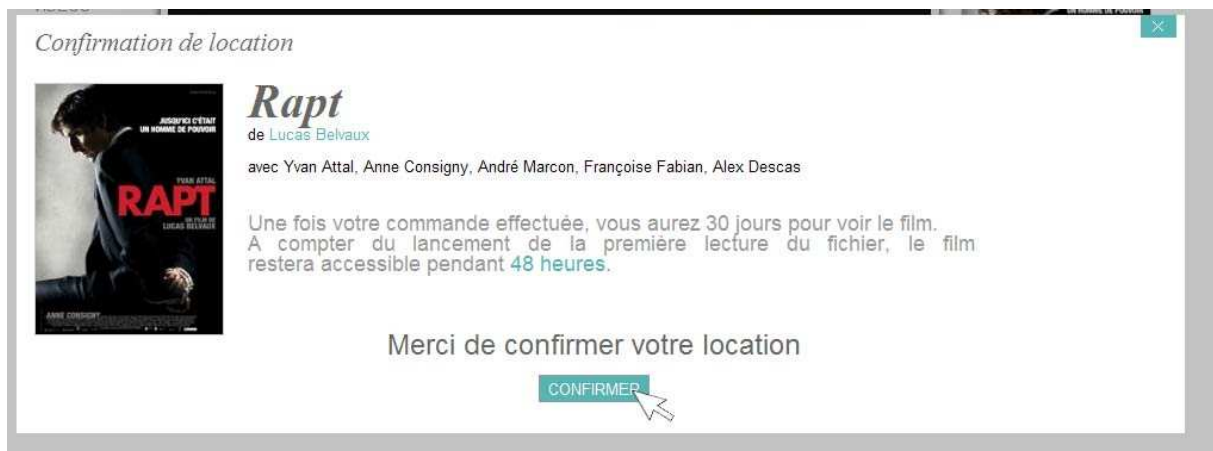 Confirmation de location
JUSQU'ICI C'ÉTAIT
UN HOMME DE POUVOIR
YVAN ATTAL
RAPT
UN FILM DE
LUCAS BELVAUX
ANNE CONSIGNY
Rapt
de Lucas Belvaux
avec Yvan Attal, Anne Consigny, André Marcon, Françoise Fabian, Alex Descas
Une fois votre commande effectuée, vous aurez 30 jours pour voir le film.
A compter du lancement de la première lecture du fichier, le film
restera accessible pendant 48 heures.
Merci de confirmer votre location
CONFIRMER